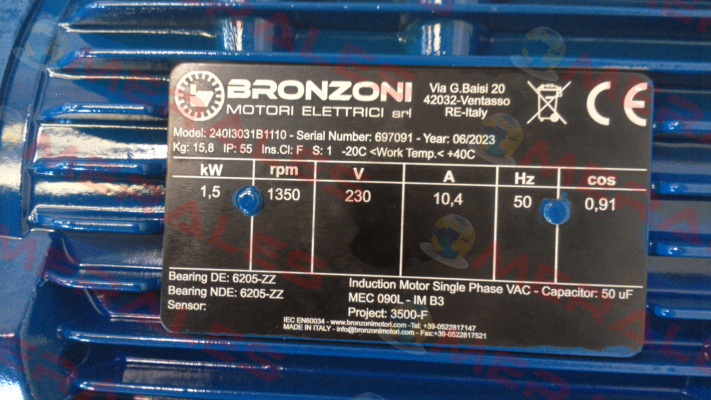 BRONZONI
MOTORI ELETTRICI srl
Via G.Baisi 20
42032-Ventasso
RE-Italy
CE
Model: 240I3031B1110 - Serial Number: 697091 - Year: 06/2023
Kg: 15,8 IP: 55 Ins.Cl: F S: 1 -20C <Work Temp.< +40C
kW rpm V A Hz cos
1,5 1350 230 10,4 50 0,91
Bearing DE: 6205-ZZ
Bearing NDE: 6205-ZZ
Sensor:
Induction Motor Single Phase VAC - Capacitor: 50 uF
MEC 090L - IM B3
Project: 3500-F
IEC EN60034 - www.bronzonimotori.com -Tel: +39-0522817147
MADE IN ITALY - info@bronzonimotori.com - Fax:+39-0522817521